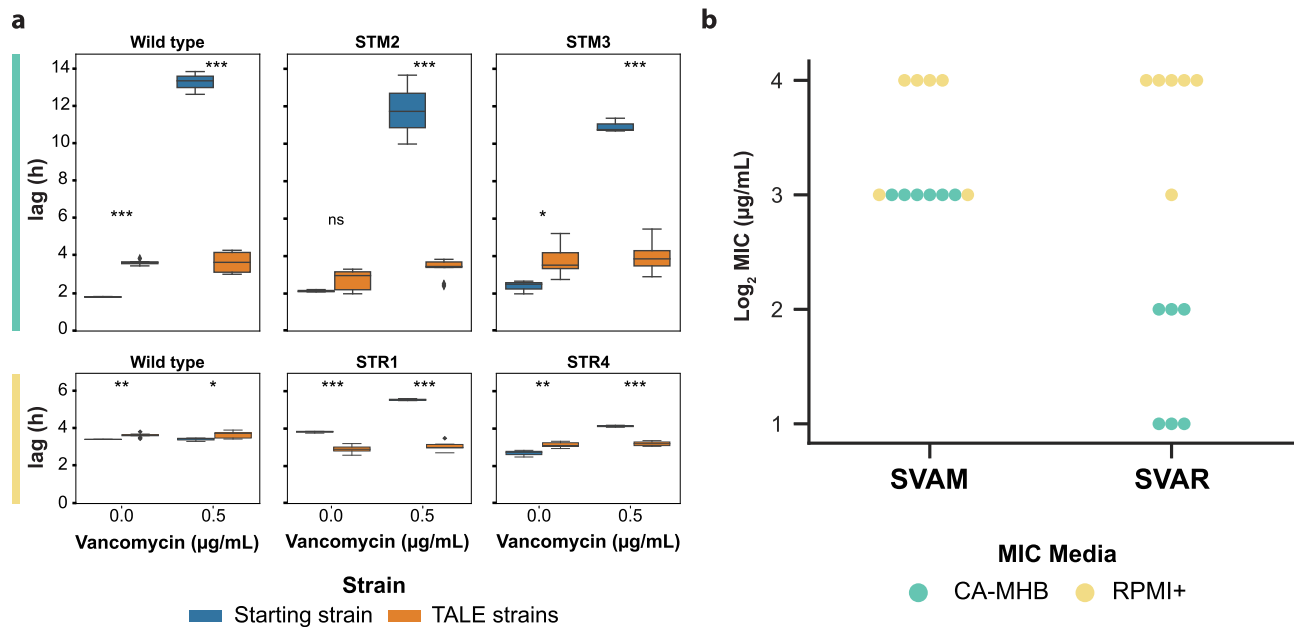 a
Wild type
STM2
STM3
lag (h)
14
12
10
8
6
4
2
0
***
***
ns
***
*
***
Wild type
STR1
STR4
lag (h)
6
4
2
0
**
*
***
***
**
***
0.0
0.5
0.0
0.5
0.0
0.5
Vancomycin (µg/mL)
Vancomycin (µg/mL)
Vancomycin (µg/mL)
Strain
Starting strain
TALE strains
b
Log2 MIC (µg/mL)
4
3
2
1
SVAM
SVAR
MIC Media
CA-MHB
RPMI+